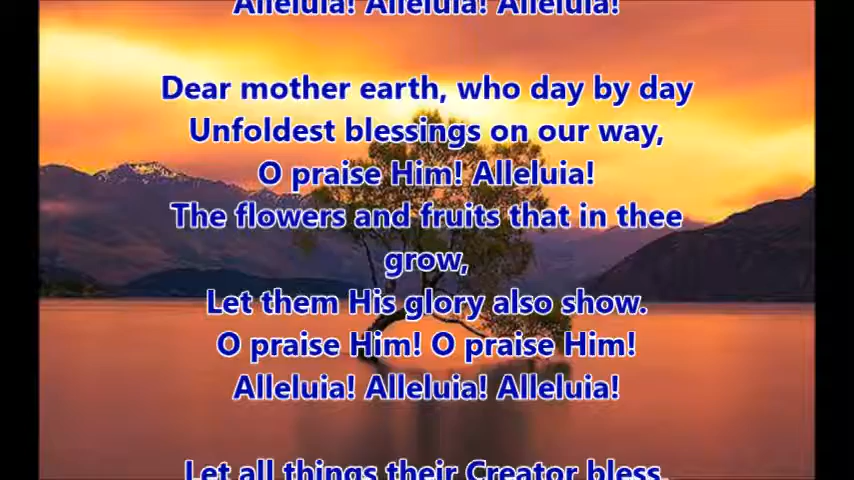 Alleluia! Alleluia! Alleluia!
Dear mother earth, who day by day
Unfoldest blessings on our way,
O praise Him! Alleluia!
The flowers and fruits that in thee
grow,
Let them His glory also show.
O praise Him! O praise Him!
Alleluia! Alleluia! Alleluia!
Let all things their Creator bless,